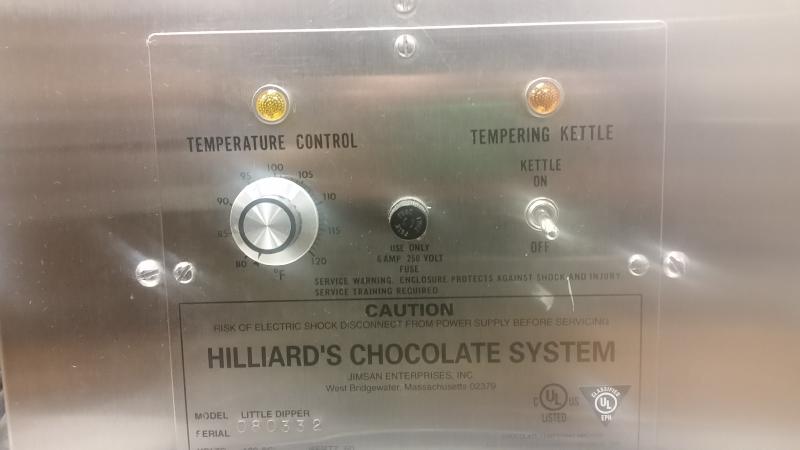 TEMPERATURE CONTROL
TEMPERING KETTLE
KETTLE
ON
OFF
95 100 105
90 110
85 115
80 120
°F
USE ONLY
6 AMP 250 VOLT
FUSE
SERVICE WARNING. ENCLOSURE PROTECTS AGAINST SHOCK AND INJURY
SERVICE TRAINING REQUIRED
CAUTION
RISK OF ELECTRIC SHOCK DISCONNECT FROM POWER SUPPLY BEFORE SERVICING
HILLIARD'S CHOCOLATE SYSTEM
JIMSAN ENTERPRISES, INC.
West Bridgewater, Massachusetts 02379
MODEL LITTLE DIPPER
SERIAL 080332
C UL US
LISTED
CLASSIFIED
UL
EPH